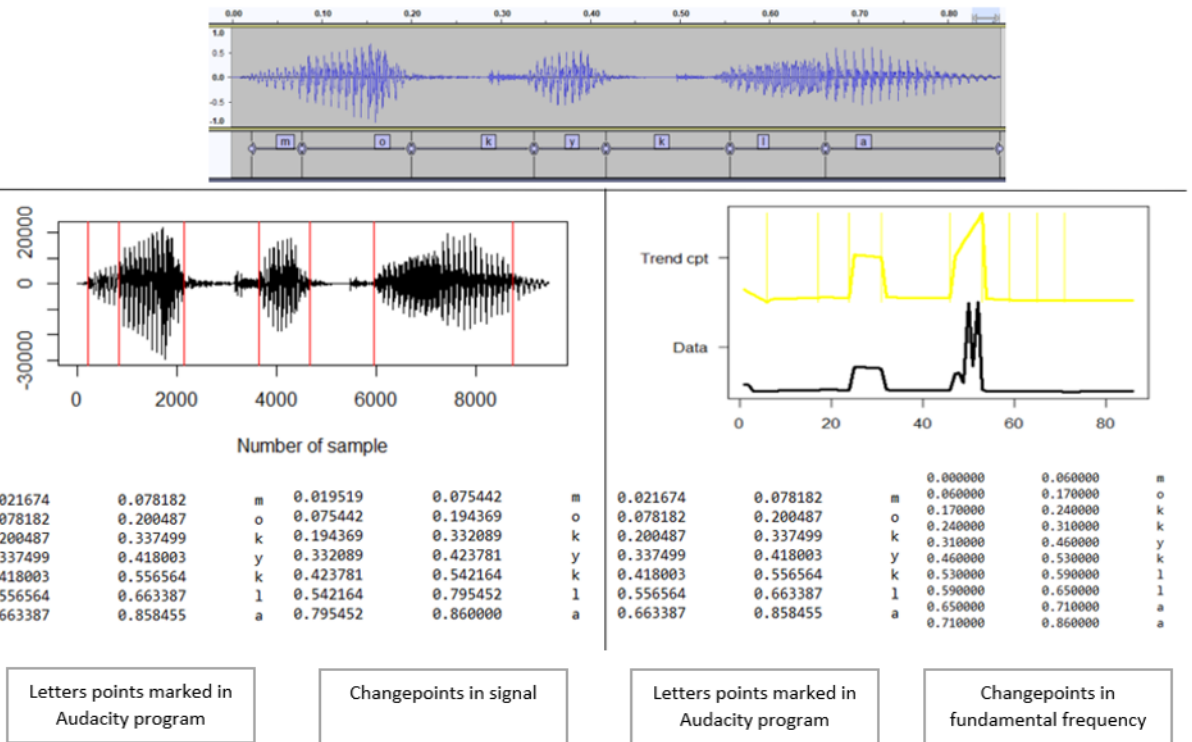 0.00 0.10 0.20 0.30 0.40 0.50 0.60 0.70 0.80
1.0
0.5
0.0
-0.5
-1.0
m o k y k l a
20000
0
-30000
0 2000 4000 6000 8000
Number of sample
Trend cpt
Data
0 20 40 60 80
021674 0.078182 m
078182 0.200487 o
200487 0.337499 k
337499 0.418003 y
418003 0.556564 k
556564 0.663387 l
663387 0.858455 a
0.019519 0.075442 m
0.075442 0.194369 o
0.194369 0.332089 k
0.332089 0.423781 y
0.423781 0.542164 k
0.542164 0.795452 l
0.795452 0.860000 a
0.021674 0.078182 m
0.078182 0.200487 o
0.200487 0.337499 k
0.337499 0.418003 y
0.418003 0.556564 k
0.556564 0.663387 l
0.663387 0.858455 a
0.000000 0.060000 m
0.060000 0.170000 o
0.170000 0.240000 k
0.240000 0.310000 k
0.310000 0.460000 y
0.460000 0.530000 k
0.530000 0.590000 l
0.590000 0.650000 l
0.650000 0.710000 a
0.710000 0.860000 a
Letters points marked in
Audacity program
Changepoints in signal
Letters points marked in
Audacity program
Changepoints in
fundamental frequency